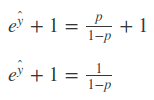 e^ŷ + 1 = p/(1-p) + 1
e^ŷ + 1 = 1/(1-p)